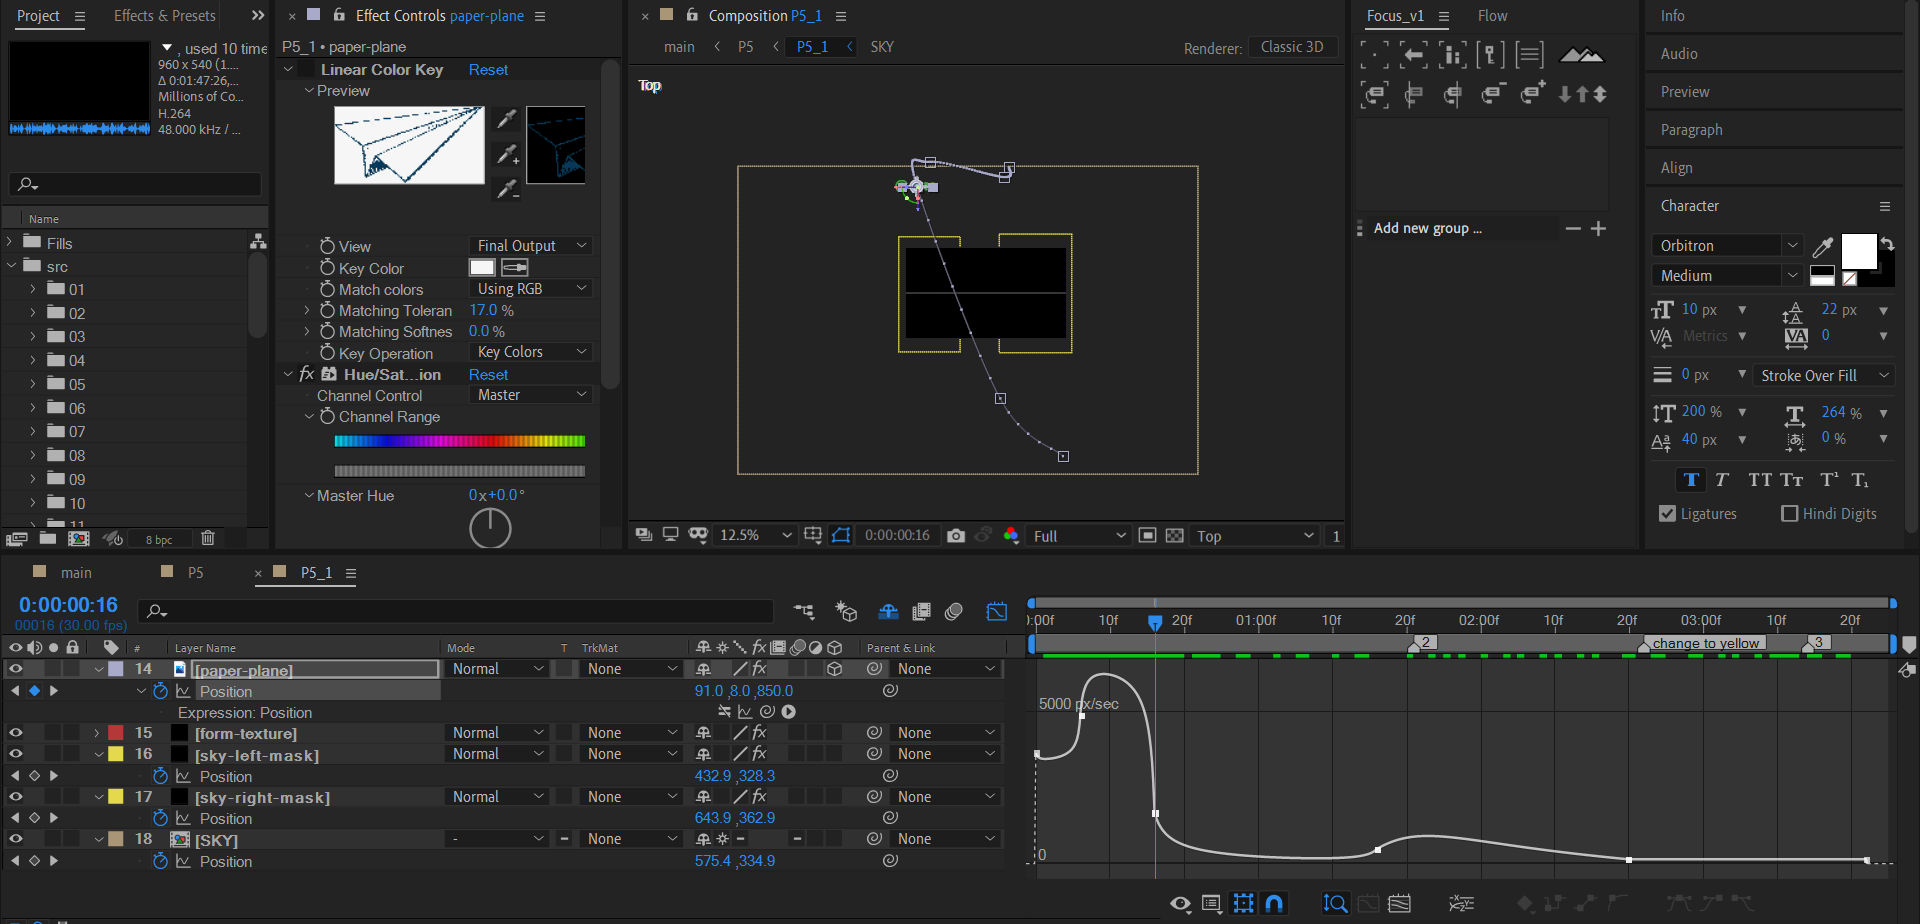 Project
Effects & Presets
Effect Controls paper-plane
Composition P5_1
Focus_v1
Flow
Info
, used 10 time
960 x 540 (1....
Δ 0:01:47:26,
Millions of Co...
H.264
48.000 kHz / ...
P5_1 • paper-plane
main
P5
P5_1
SKY
Renderer:
Classic 3D
Audio
Linear Color Key
Reset
Preview
Top
Preview
Paragraph
Align
Character
Name
Fills
src
01
02
03
04
05
06
07
08
09
10
11
8 bpc
View
Final Output
Key Color
Match colors
Using RGB
Matching Toleran
17.0 %
Matching Softnes
0.0 %
Key Operation
Key Colors
fx
Hue/Sat...ion
Reset
Channel Control
Master
Channel Range
Master Hue
0x+0.0°
12.5%
0:00:00:16
Full
Top
1
Add new group ...
Orbitron
Medium
10 px
22 px
Metrics
0
0 px
Stroke Over Fill
200 %
264 %
40 px
0 %
Ligatures
Hindi Digits
main
P5
P5_1
0:00:00:16
00016 (30.00 fps)
:00f
10f
20f
01:00f
10f
20f
02:00f
10f
20f
03:00f
10f
20f
#
Layer Name
Mode
T
TrkMat
Parent & Link
2
change to yellow
3
14
[paper-plane]
Normal
None
None
Position
91.0 ,8.0 ,850.0
Expression: Position
15
[form-texture]
Normal
None
fx
None
16
[sky-left-mask]
Normal
None
fx
None
Position
432.9 ,328.3
17
[sky-right-mask]
Normal
None
fx
None
Position
643.9 ,362.9
18
[SKY]
-
None
None
Position
575.4 ,334.9
5000 px/sec
0